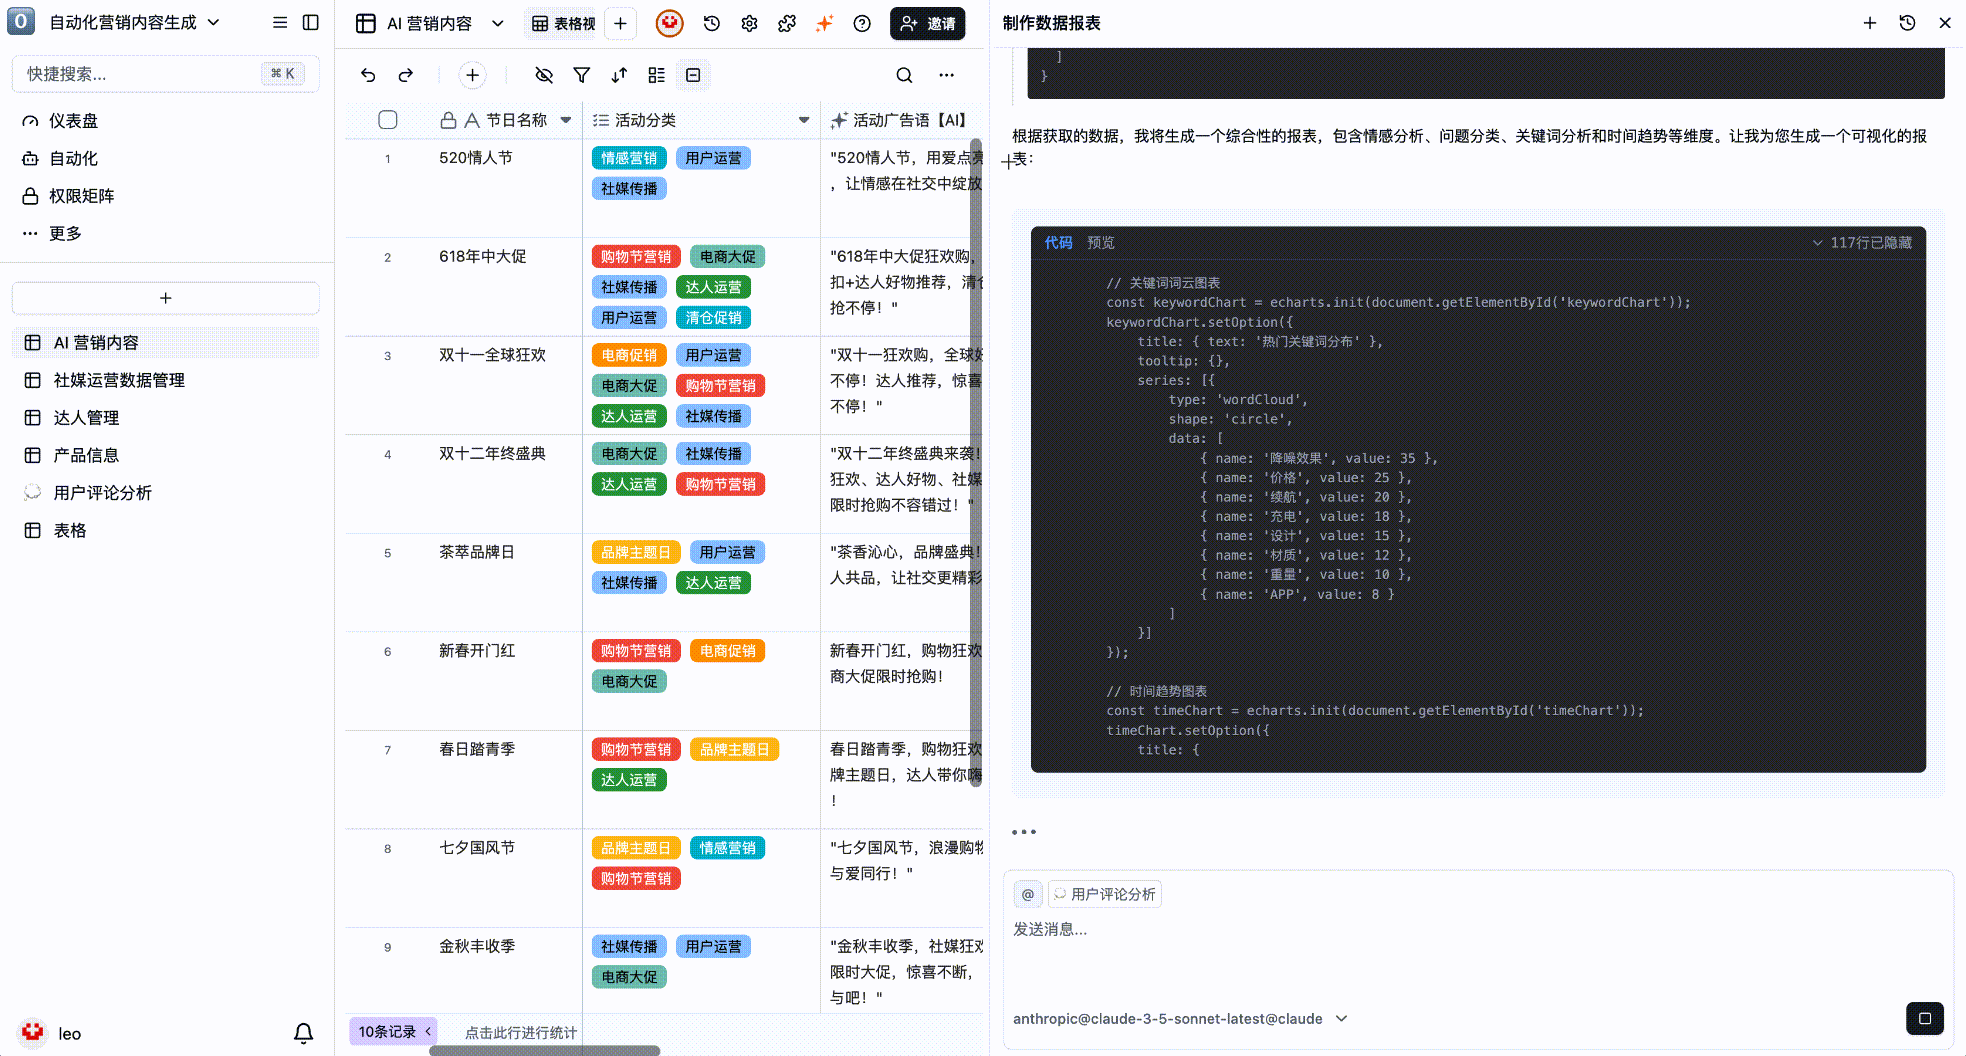 O 自动化营销内容生成
快捷搜索...
⌘ K
仪表盘
自动化
权限矩阵
更多
AI 营销内容
社媒运营数据管理
达人管理
产品信息
用户评论分析
表格
leo
AI 营销内容
表格视
邀请
节日名称
活动分类
活动广告语【AI】
1
520情人节
情感营销 用户运营
社媒传播
"520情人节，用爱点亮
，让情感在社交中绽放
2
618年中大促
购物节营销 电商大促
社媒传播 达人运营
用户运营 清仓促销
"618年中大促狂欢购，
扣+达人好物推荐，清仓
抢不停！"
3
双十一全球狂欢
电商促销 用户运营
电商大促 购物节营销
达人运营 社媒传播
"双十一狂欢购，全球好
不停！达人推荐，惊喜
不停！"
4
双十二年终盛典
电商大促 社媒传播
达人运营 购物节营销
"双十二年终盛典来袭！
狂欢、达人好物、社媒
限时抢购不容错过！"
5
茶萃品牌日
品牌主题日 用户运营
社媒传播 达人运营
"茶香沁心，品牌盛典！
人共品，让社交更精彩
6
新春开门红
购物节营销 电商促销
电商大促
新春开门红，购物狂欢
商大促限时抢购！
7
春日踏青季
购物节营销 品牌主题日
达人运营
春日踏青季，购物狂欢
牌主题日，达人带你嗨
！
8
七夕国风节
品牌主题日 情感营销
购物节营销
"七夕国风节，浪漫购物
与爱同行！"
9
金秋丰收季
社媒传播 用户运营
电商大促
"金秋丰收季，社媒狂欢
限时大促，惊喜不断，
与吧！"
10条记录
点击此行进行统计
制作数据报表
]
}
根据获取的数据，我将生成一个综合性的报表，包含情感分析、问题分类、关键词分析和时间趋势等维度。让我为您生成一个可视化的报
表：
代码 预览
117行已隐藏
// 关键词词云图表
const keywordChart = echarts.init(document.getElementById('keywordChart'));
keywordChart.setOption({
title: { text: '热门关键词分布' },
tooltip: {},
series: [{
type: 'wordCloud',
shape: 'circle',
data: [
{ name: '降噪效果', value: 35 },
{ name: '价格', value: 25 },
{ name: '续航', value: 20 },
{ name: '充电', value: 18 },
{ name: '设计', value: 15 },
{ name: '材质', value: 12 },
{ name: '重量', value: 10 },
{ name: 'APP', value: 8 }
]
}]
});
// 时间趋势图表
const timeChart = echarts.init(document.getElementById('timeChart'));
timeChart.setOption({
title: {
@ 用户评论分析
发送消息...
anthropic@claude-3-5-sonnet-latest@claude